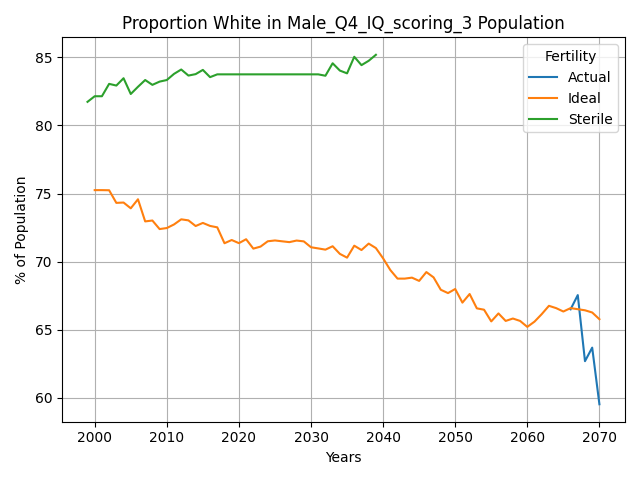 Proportion White in Male_Q4_IQ_scoring_3 Population
Fertility
Actual
Ideal
Sterile
% of Population
85
80
75
70
65
60
2000 2010 2020 2030 2040 2050 2060 2070
Years